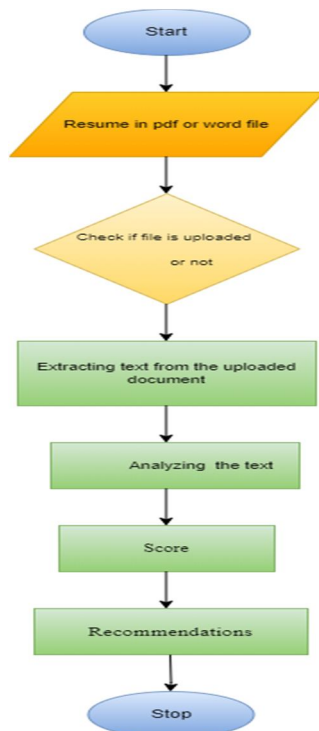 Start
Resume in pdf or word file
Check if file is uploaded
or not
Extracting text from the uploaded
document
Analyzing the text
Score
Recommendations
Stop